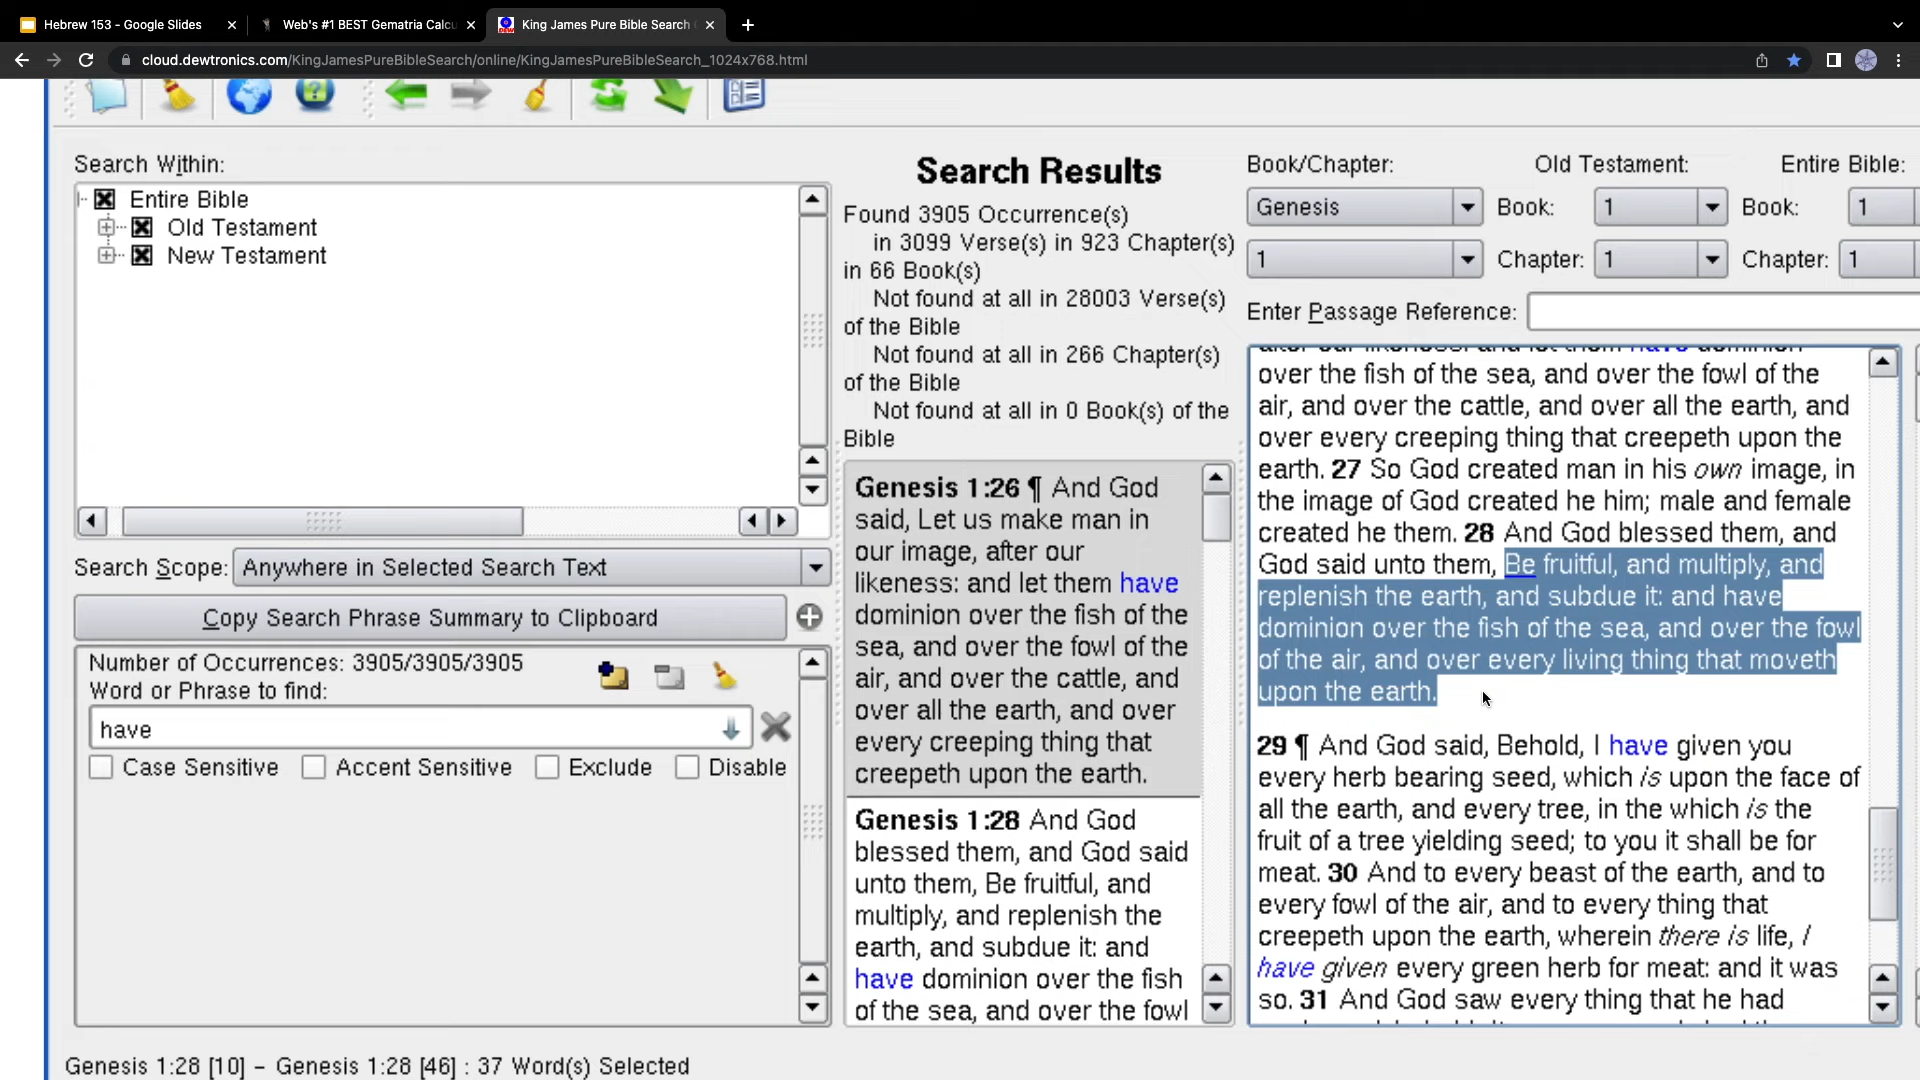 Hebrew 153 - Google Slides
Web's #1 BEST Gematria Calcu
King James Pure Bible Search
cloud.dewtronics.com/KingJamesPureBibleSearch/online/KingJamesPureBibleSearch_1024x768.html
Search Within:
Entire Bible
Old Testament
New Testament
Search Scope: Anywhere in Selected Search Text
Copy Search Phrase Summary to Clipboard
Number of Occurrences: 3905/3905/3905
Word or Phrase to find:
have
Case Sensitive Accent Sensitive Exclude Disable
Search Results
Found 3905 Occurrence(s)
in 3099 Verse(s) in 923 Chapter(s)
in 66 Book(s)
Not found at all in 28003 Verse(s)
of the Bible
Not found at all in 266 Chapter(s)
of the Bible
Not found at all in 0 Book(s) of the
Bible
Genesis 1:26 ¶ And God
said, Let us make man in
our image, after our
likeness: and let them have
dominion over the fish of the
sea, and over the fowl of the
air, and over the cattle, and
over all the earth, and over
every creeping thing that
creepeth upon the earth.
Genesis 1:28 And God
blessed them, and God said
unto them, Be fruitful, and
multiply, and replenish the
earth, and subdue it: and
have dominion over the fish
of the sea, and over the fowl
Book/Chapter: Old Testament: Entire Bible:
Genesis Book: 1 Book: 1
1 Chapter: 1 Chapter: 1
Enter Passage Reference:
after our likeness: and let them have dominion
over the fish of the sea, and over the fowl of the
air, and over the cattle, and over all the earth, and
over every creeping thing that creepeth upon the
earth. 27 So God created man in his own image, in
the image of God created he him; male and female
created he them. 28 And God blessed them, and
God said unto them, Be fruitful, and multiply, and
replenish the earth, and subdue it: and have
dominion over the fish of the sea, and over the fowl
of the air, and over every living thing that moveth
upon the earth.
29 ¶ And God said, Behold, I have given you
every herb bearing seed, which is upon the face of
all the earth, and every tree, in the which is the
fruit of a tree yielding seed; to you it shall be for
meat. 30 And to every beast of the earth, and to
every fowl of the air, and to every thing that
creepeth upon the earth, wherein there is life, I
have given every green herb for meat: and it was
so. 31 And God saw every thing that he had
Genesis 1:28 [10] – Genesis 1:28 [46] : 37 Word(s) Selected